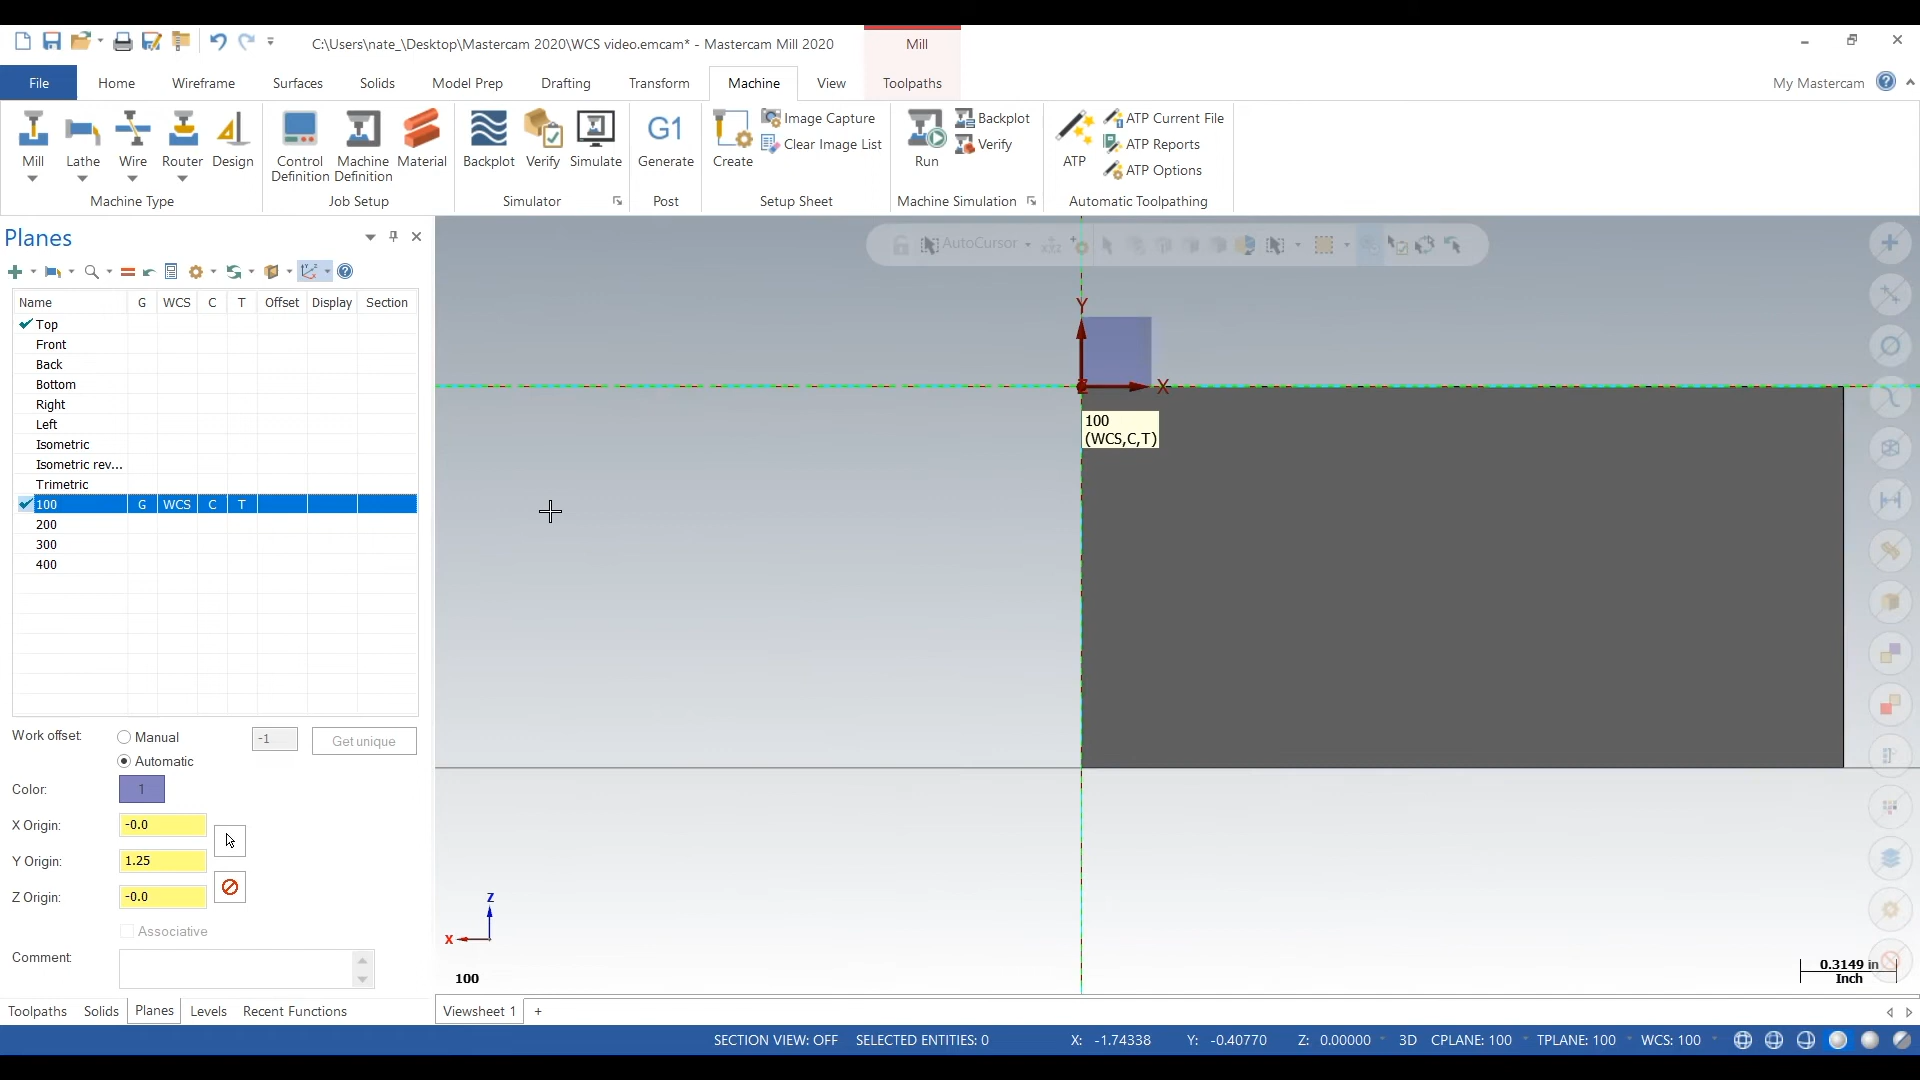 C:\Users\nate_\Desktop\Mastercam 2020\WCS video.emcam* - Mastercam Mill 2020
Mill
File Home Wireframe Surfaces Solids Model Prep Drafting Transform Machine View Toolpaths My Mastercam
Mill Lathe Wire Router Design
Machine Type
Control Definition Machine Definition Material
Job Setup
Backplot Verify Simulate
Simulator
G1
Generate
Post
Create
Image Capture
Clear Image List
Setup Sheet
Run
Backplot
Verify
Machine Simulation
ATP
ATP Current File
ATP Reports
ATP Options
Automatic Toolpathing
Planes
AutoCursor
Name G WCS C T Offset Display Section
Top
Front
Back
Bottom
Right
Left
Isometric
Isometric rev...
Trimetric
100 G WCS C T
200
300
400
Work offset: Manual -1 Get unique
Automatic
Color: 1
X Origin: -0.0
Y Origin: 1.25
Z Origin: -0.0
Associative
Comment:
Y
Z X
100
(WCS,C,T)
Z
X
100
0.3149 in
Inch
Toolpaths Solids Planes Levels Recent Functions
Viewsheet 1 +
SECTION VIEW: OFF SELECTED ENTITIES: 0 X: -1.74338 Y: -0.40770 Z: 0.00000 3D CPLANE: 100 TPLANE: 100 WCS: 100